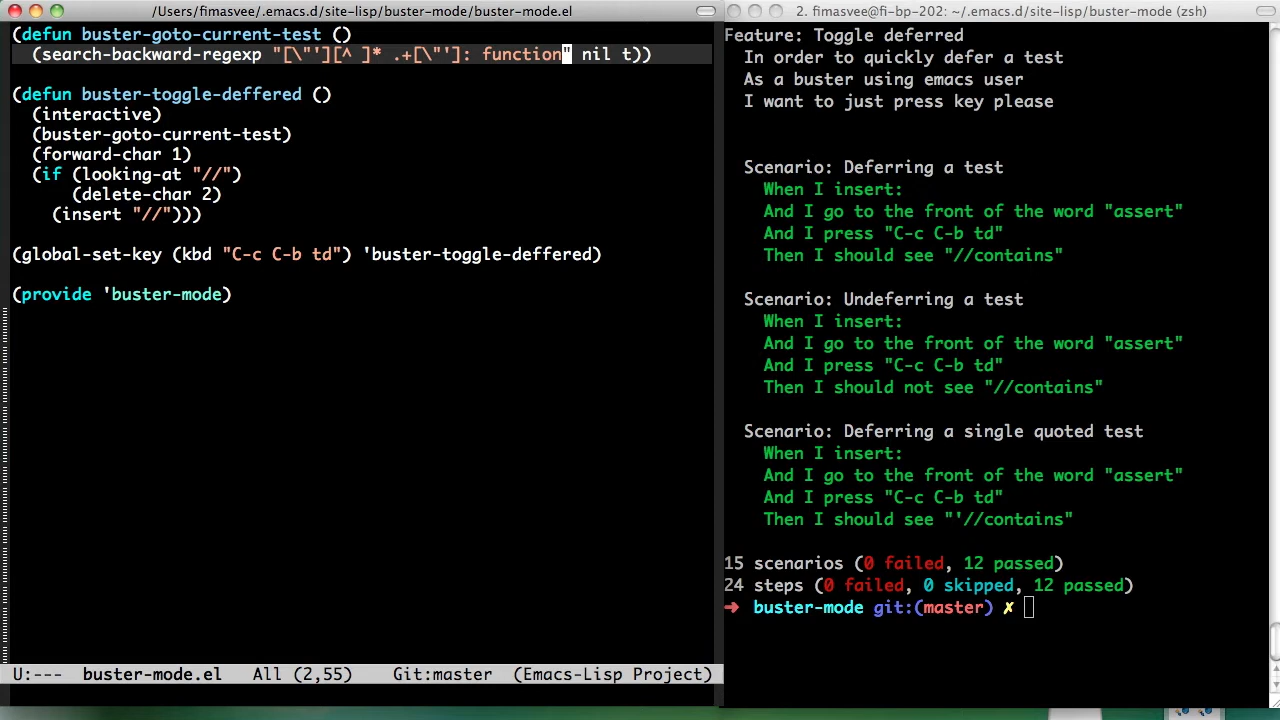 /Users/fimasvee/.emacs.d/site-lisp/buster-mode/buster-mode.el
(defun buster-goto-current-test ()
  (search-backward-regexp "[\"'][^ ]* .+[\"']: function" nil t))

(defun buster-toggle-deffered ()
  (interactive)
  (buster-goto-current-test)
  (forward-char 1)
  (if (looking-at "//")
      (delete-char 2)
    (insert "//")))

(global-set-key (kbd "C-c C-b td") 'buster-toggle-deffered)

(provide 'buster-mode)
U:--- buster-mode.el All (2,55) Git:master (Emacs-Lisp Project)
2. fimasvee@fi-bp-202: ~/.emacs.d/site-lisp/buster-mode (zsh)
Feature: Toggle deferred
  In order to quickly defer a test
  As a buster using emacs user
  I want to just press key please

  Scenario: Deferring a test
    When I insert:
    And I go to the front of the word "assert"
    And I press "C-c C-b td"
    Then I should see "//contains"

  Scenario: Undeferring a test
    When I insert:
    And I go to the front of the word "assert"
    And I press "C-c C-b td"
    Then I should not see "//contains"

  Scenario: Deferring a single quoted test
    When I insert:
    And I go to the front of the word "assert"
    And I press "C-c C-b td"
    Then I should see "'//contains"

15 scenarios (0 failed, 12 passed)
24 steps (0 failed, 0 skipped, 12 passed)
➜ buster-mode git:(master) ✗